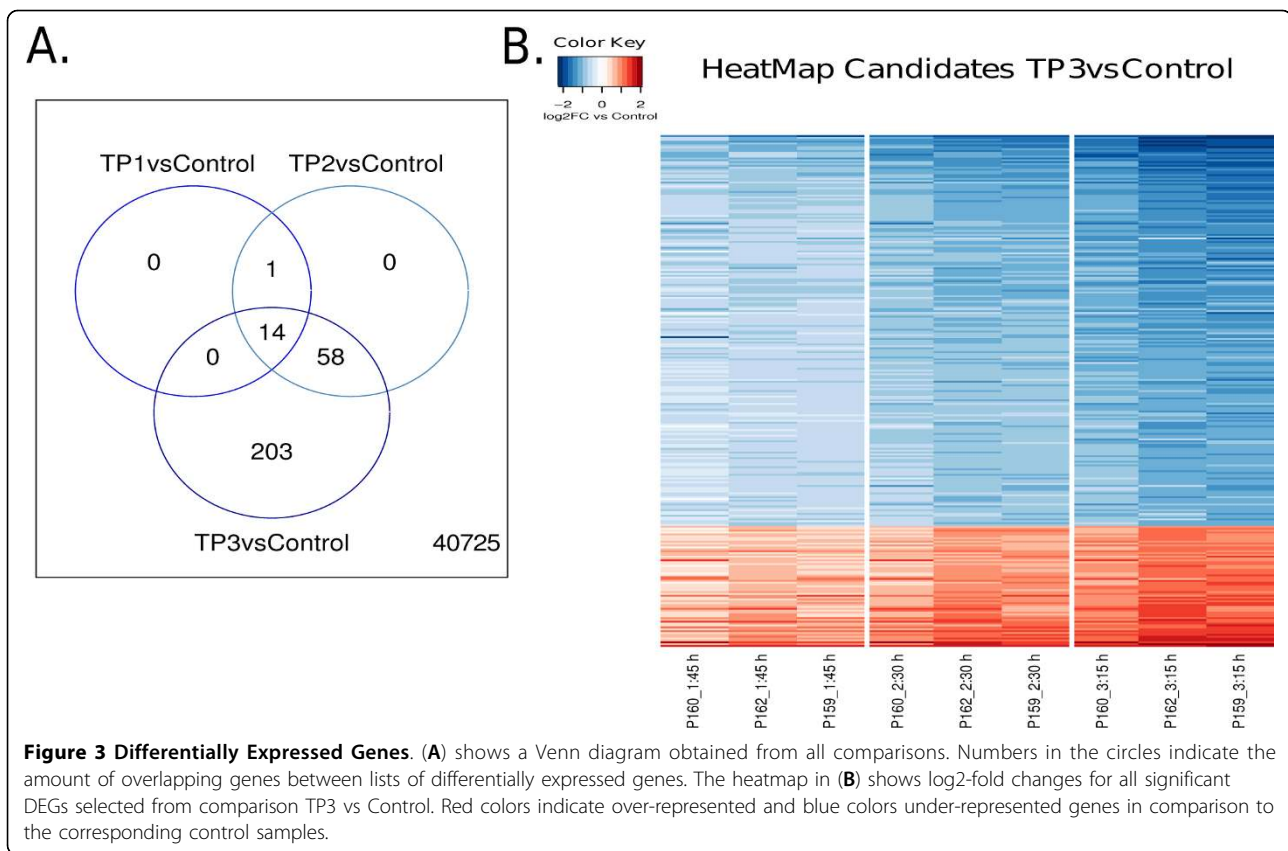 A.
TP1vsControl
TP2vsControl
0
1
0
14
0
58
203
TP3vsControl
40725
B.
Color Key
−2 0 2
log2FC vs Control
HeatMap Candidates TP3vsControl
P160_1:45 h
P162_1:45 h
P159_1:45 h
P160_2:30 h
P162_2:30 h
P159_2:30 h
P160_3:15 h
P162_3:15 h
P159_3:15 h
Figure 3 Differentially Expressed Genes. (A) shows a Venn diagram obtained from all comparisons. Numbers in the circles indicate the
amount of overlapping genes between lists of differentially expressed genes. The heatmap in (B) shows log2-fold changes for all significant
DEGs selected from comparison TP3 vs Control. Red colors indicate over-represented and blue colors under-represented genes in comparison to
the corresponding control samples.